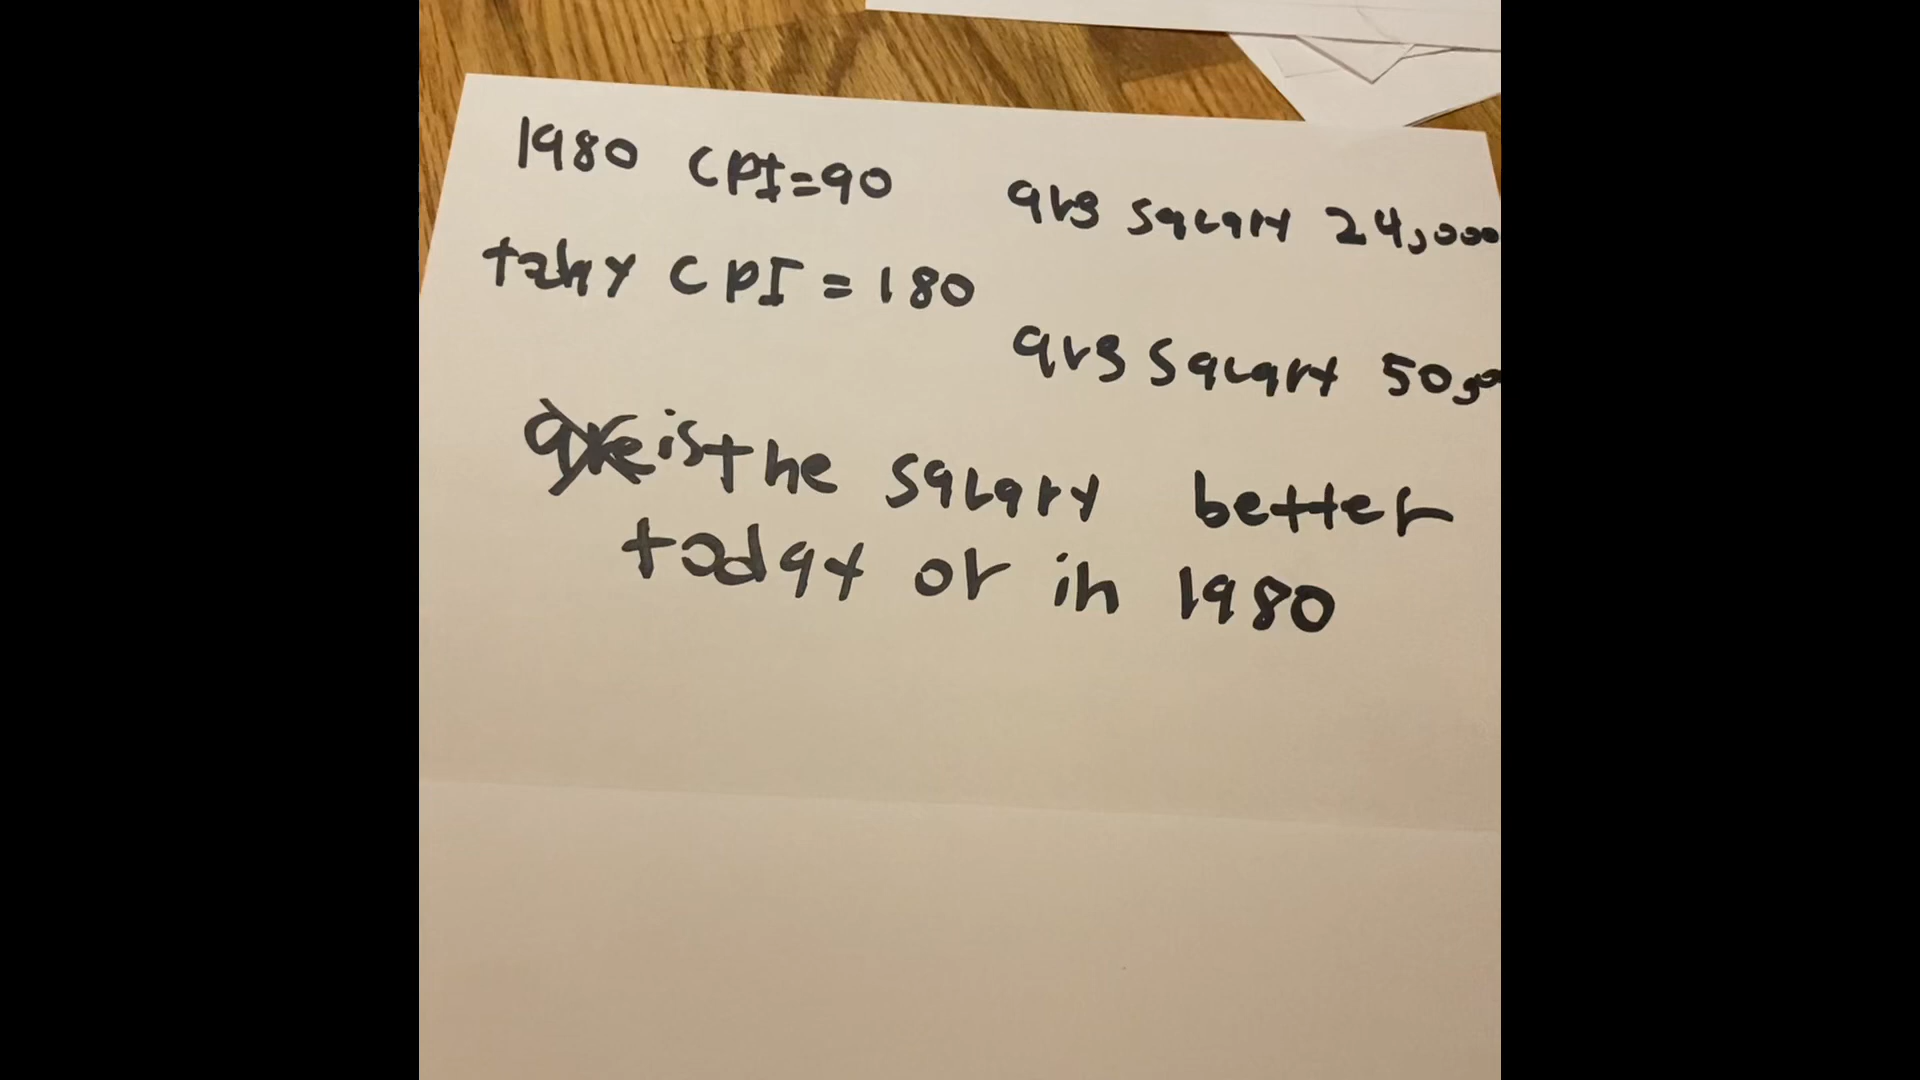 1980 CPI=90 avg salary 24,000
today CPI = 180
avg salary 50,00
is the salary better
today or in 1980